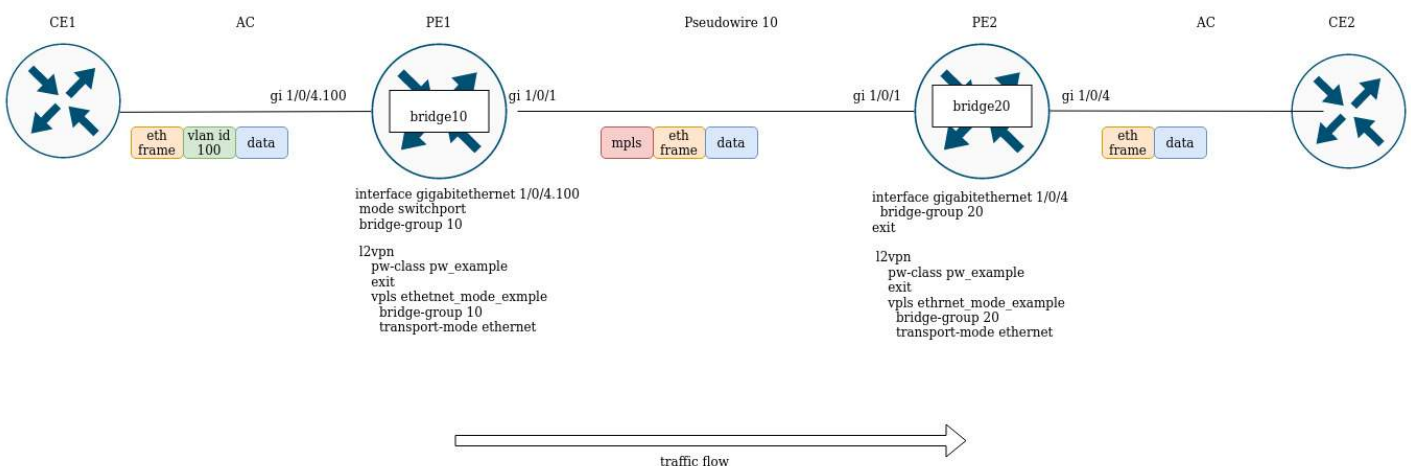 CE1
AC
PE1
Pseudowire 10
PE2
AC
CE2
gi 1/0/4.100
gi 1/0/1
gi 1/0/1
gi 1/0/4
bridge10
bridge20
eth
frame
vlan id
100
data
mpls
eth
frame
data
eth
frame
data
interface gigabitethernet 1/0/4.100
mode switchport
bridge-group 10
l2vpn
pw-class pw_example
exit
vpls ethetnet_mode_exmple
bridge-group 10
transport-mode ethernet
interface gigabitethernet 1/0/4
bridge-group 20
exit
l2vpn
pw-class pw_example
exit
vpls ethrnet_mode_example
bridge-group 20
transport-mode ethernet
traffic flow